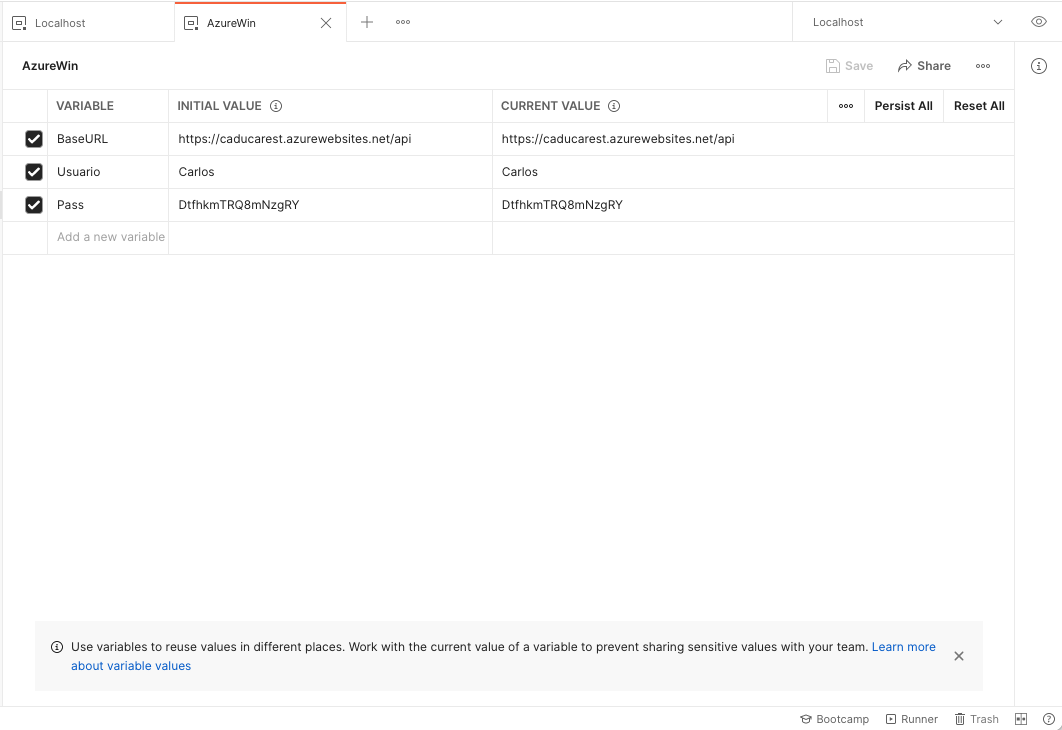 Localhost AzureWin Localhost
AzureWin Save Share
VARIABLE INITIAL VALUE CURRENT VALUE Persist All Reset All
BaseURL https://caducarest.azurewebsites.net/api https://caducarest.azurewebsites.net/api
Usuario Carlos Carlos
Pass DtfhkmTRQ8mNzgRY DtfhkmTRQ8mNzgRY
Add a new variable
Use variables to reuse values in different places. Work with the current value of a variable to prevent sharing sensitive values with your team. Learn more
about variable values
Bootcamp Runner Trash